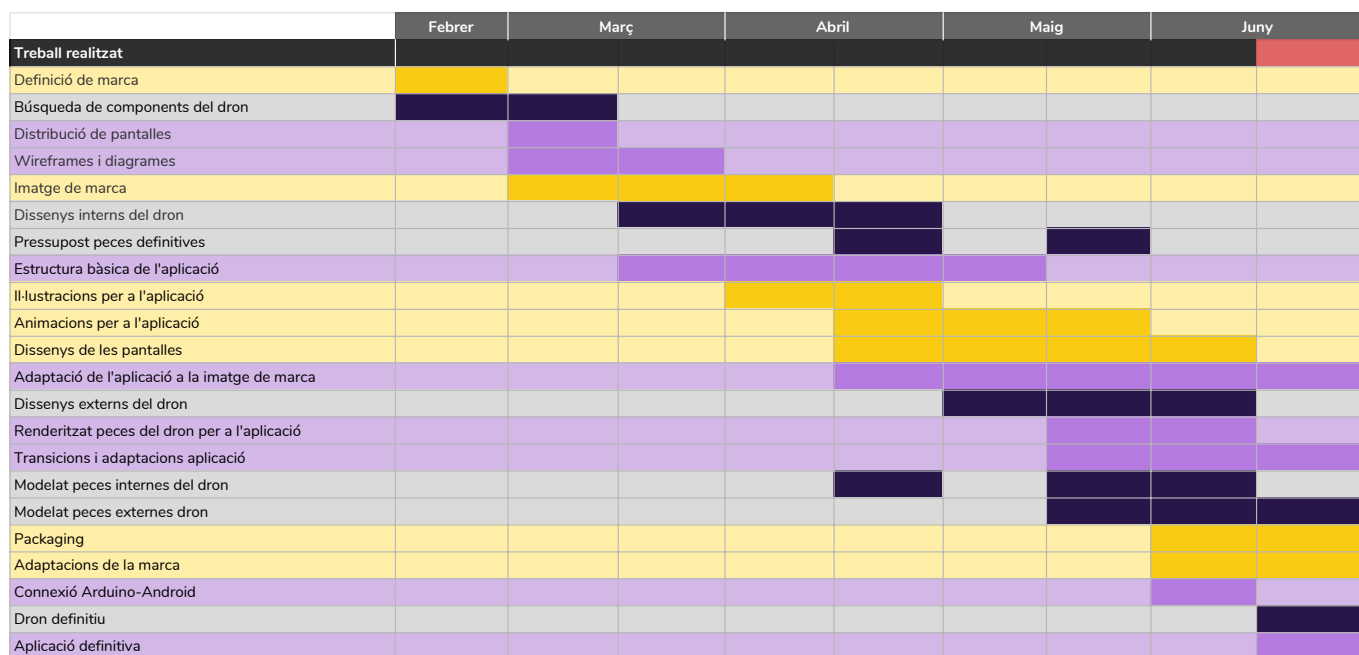 Febrer Març Abril Maig Juny
Treball realitzat
Definició de marca
Búsqueda de components del dron
Distribució de pantalles
Wireframes i diagrames
Imatge de marca
Dissenys interns del dron
Pressupost peces definitives
Estructura bàsica de l'aplicació
Il·lustracions per a l'aplicació
Animacions per a l'aplicació
Dissenys de les pantalles
Adaptació de l'aplicació a la imatge de marca
Dissenys externs del dron
Renderitzat peces del dron per a l'aplicació
Transicions i adaptacions aplicació
Modelat peces internes del dron
Modelat peces externes dron
Packaging
Adaptacions de la marca
Connexió Arduino-Android
Dron definitiu
Aplicació definitiva